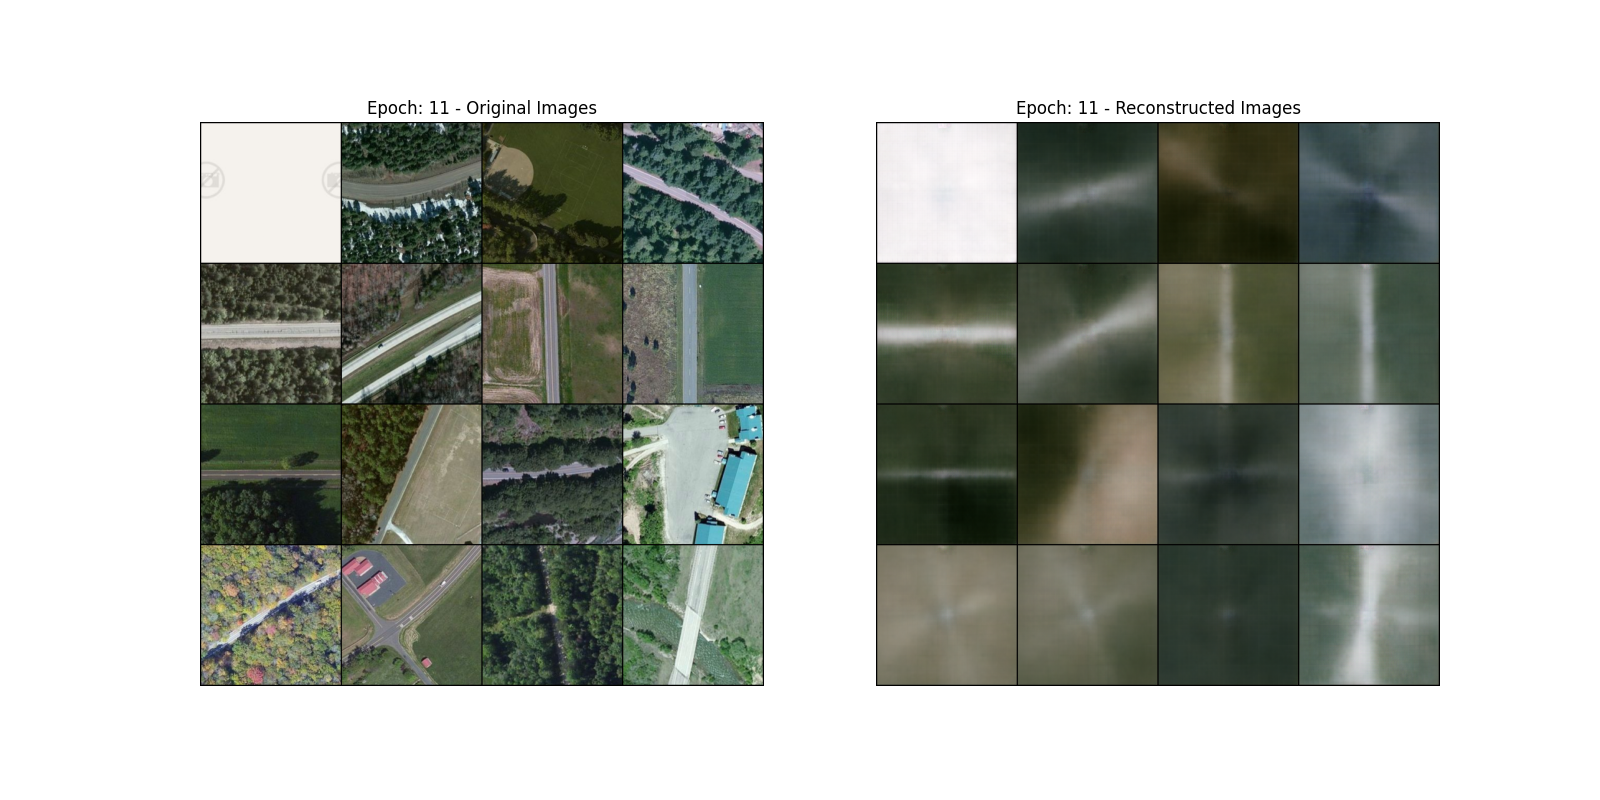 Epoch: 11 - Original Images
Epoch: 11 - Reconstructed Images